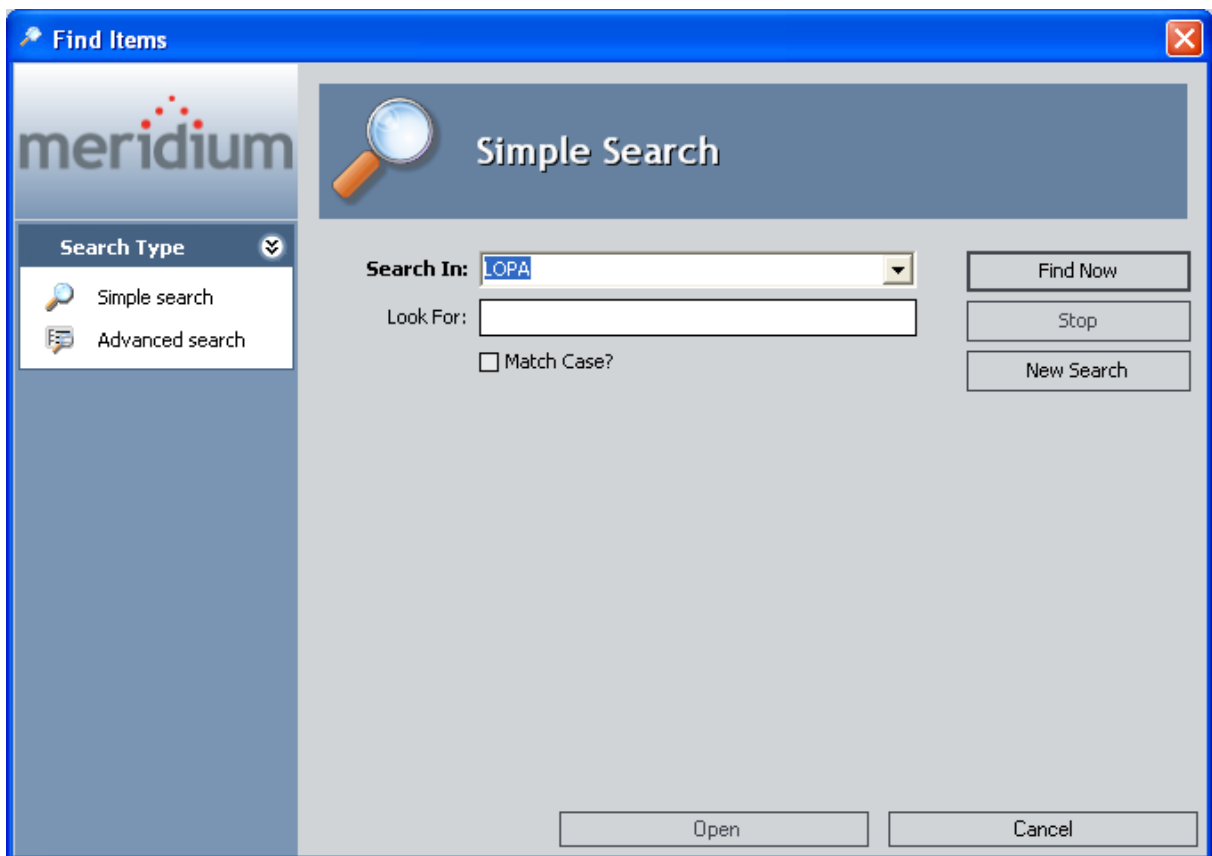 Find Items
meridium
Simple Search
Search Type
Simple search
Advanced search
Search In: LOPA
Look For:
Match Case?
Find Now
Stop
New Search
Open
Cancel